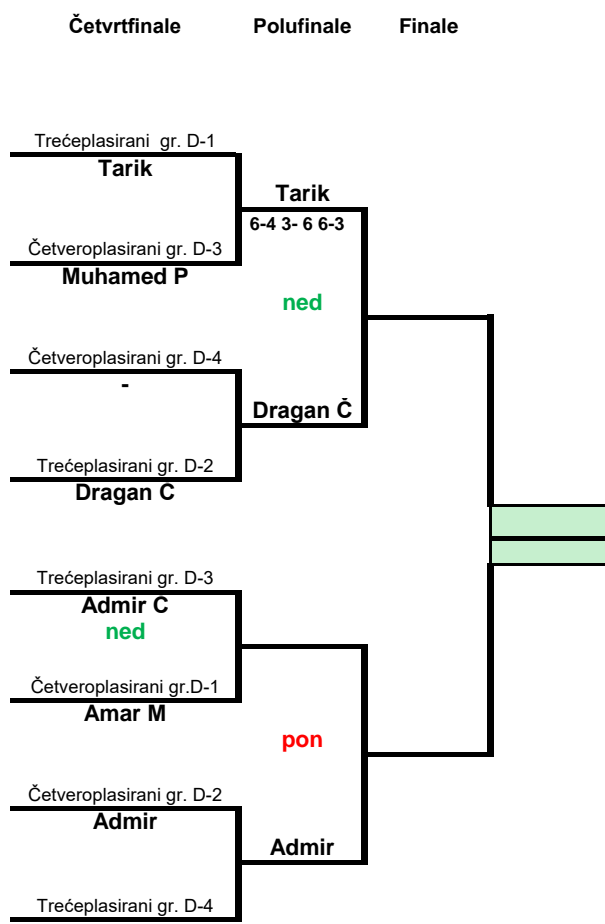 Četvrtfinale Polufinale Finale
Trećeplasirani gr. D-1
Tarik
Tarik
6-4 3- 6 6-3
Četveroplasirani gr. D-3
Muhamed P
ned
Četveroplasirani gr. D-4
-
Dragan Č
Trećeplasirani gr. D-2
Dragan C
Trećeplasirani gr. D-3
Admir C
ned
Četveroplasirani gr.D-1
Amar M
pon
Četveroplasirani gr. D-2
Admir
Admir
Trećeplasirani gr. D-4